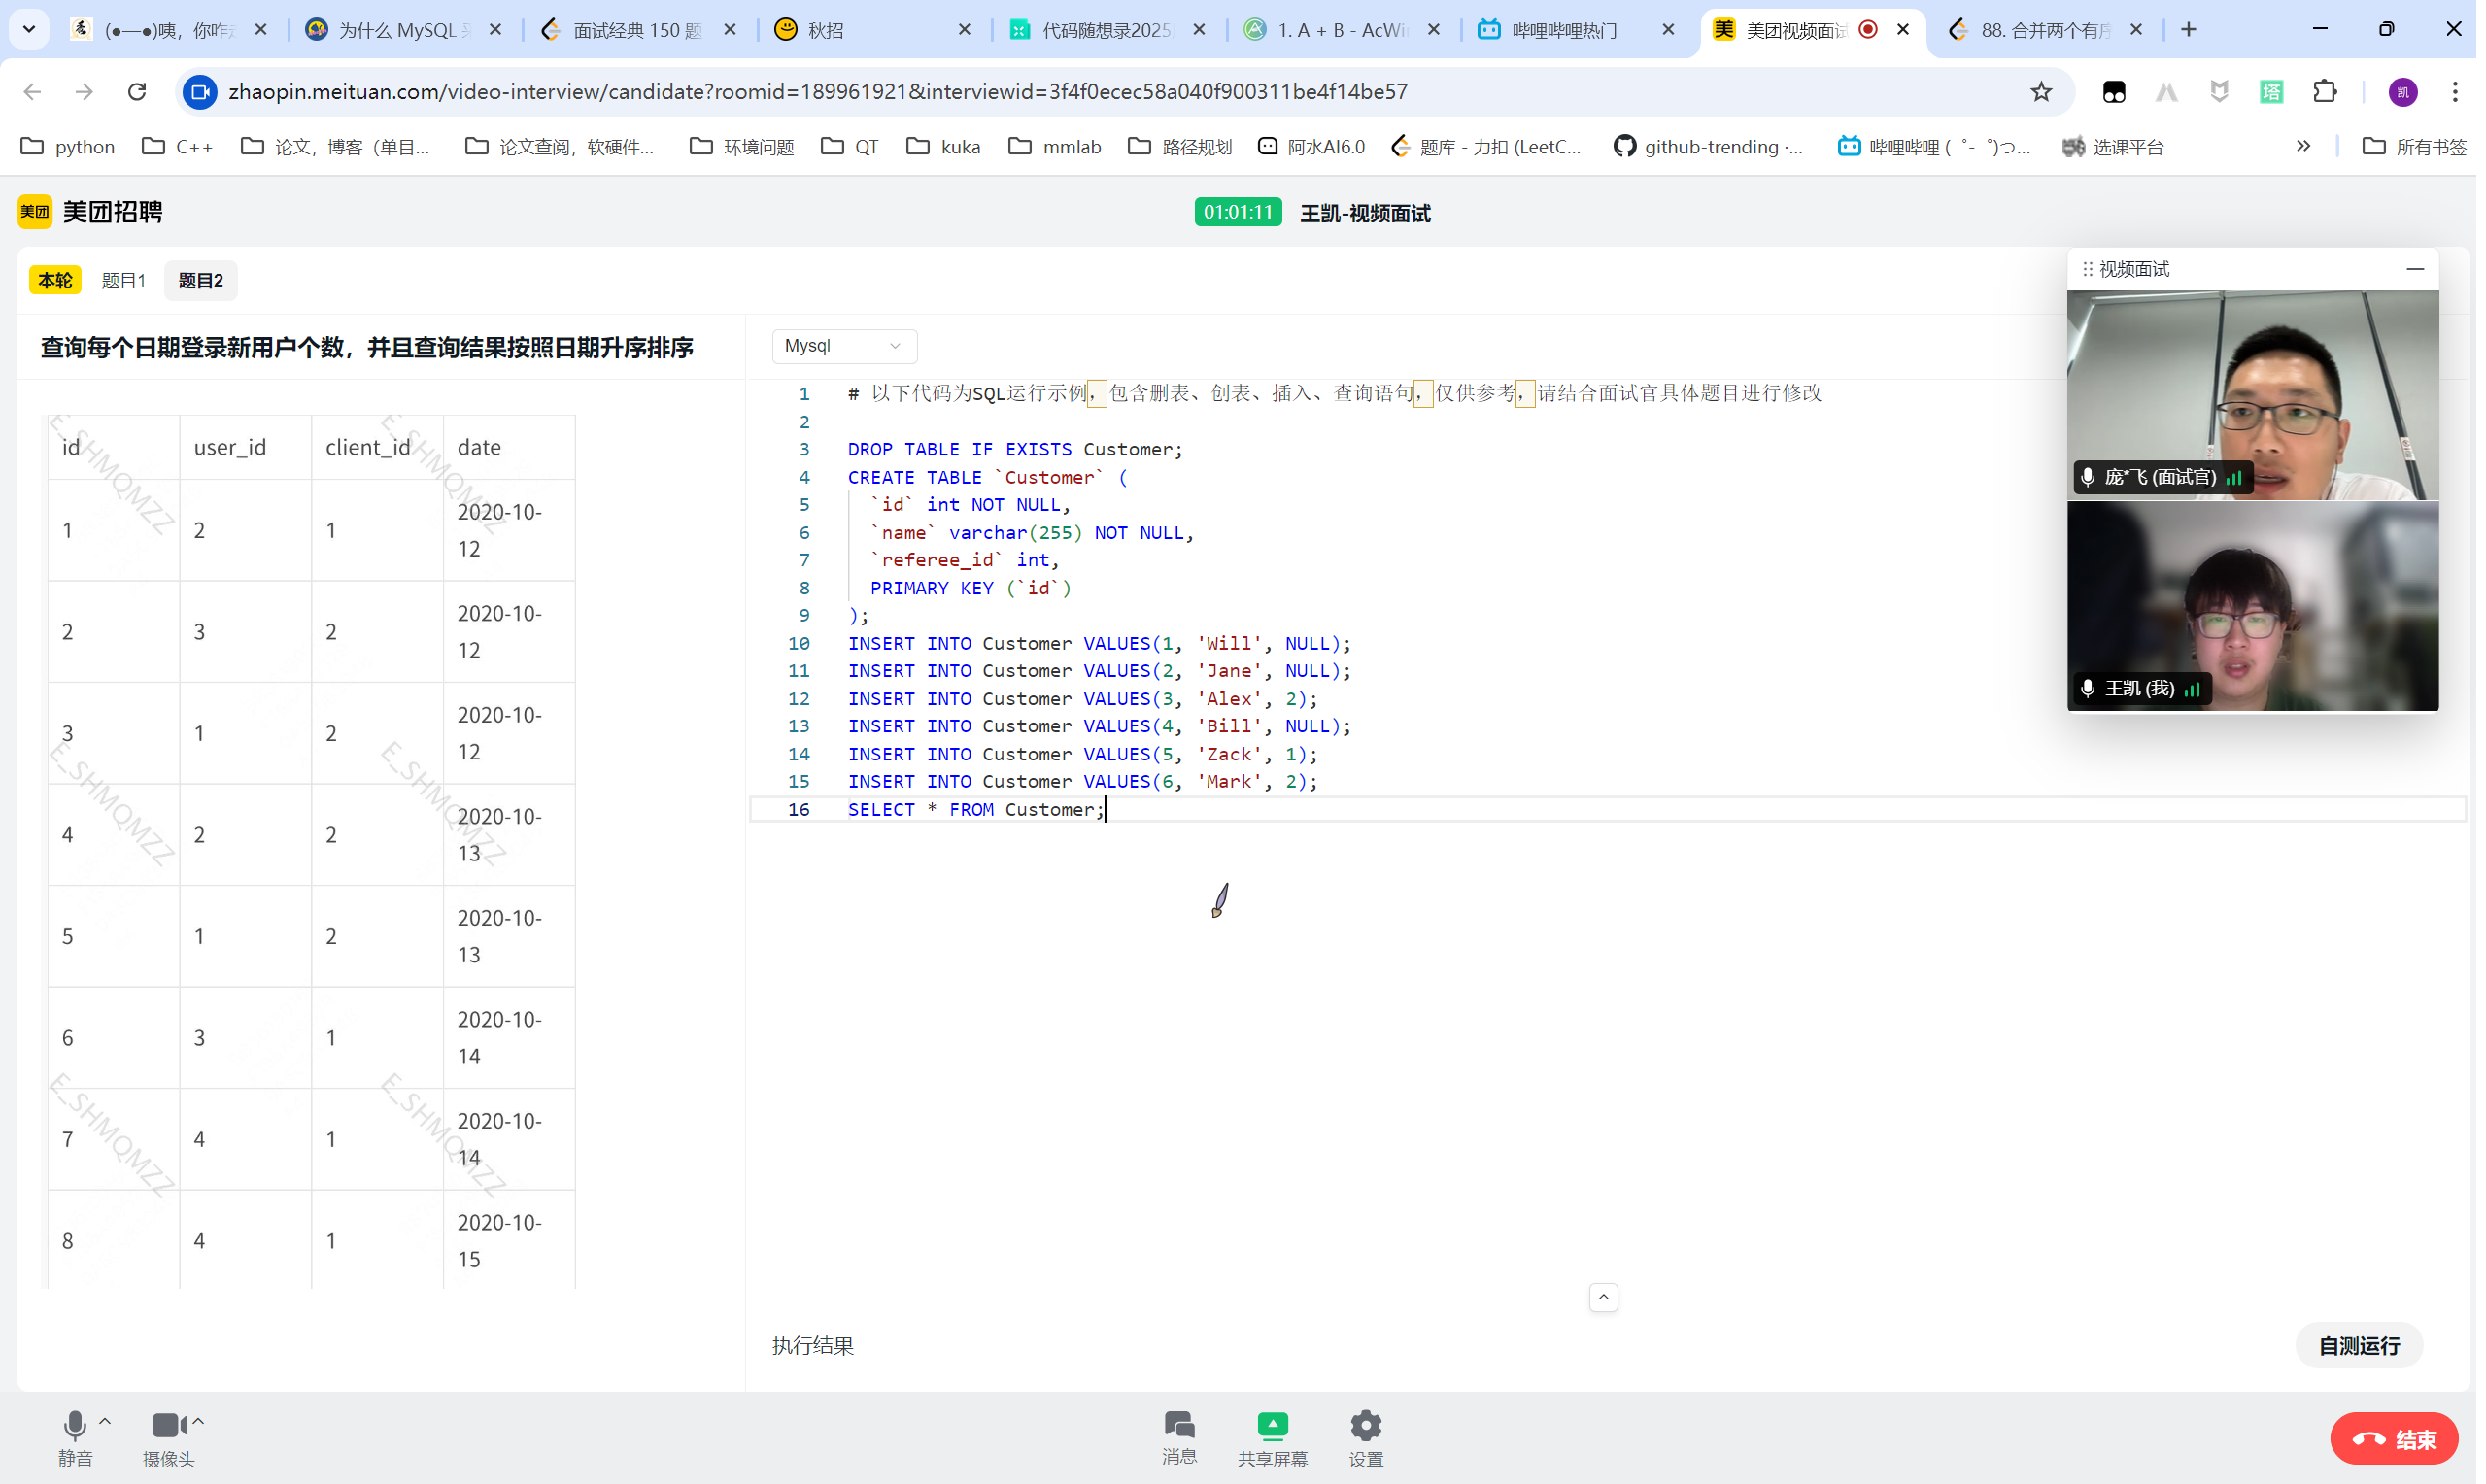 (●—●)咦，你咋
为什么 MySQL
面试经典 150 题
秋招
代码随想录2025
1. A + B - AcWi
哔哩哔哩热门
美团视频面试
88. 合并两个有序
zhaopin.meituan.com/video-interview/candidate?roomid=189961921&interviewid=3f4f0ecec58a040f900311be4f14be57
塔
凯
python
C++
论文，博客（单目...
论文查阅，软硬件...
环境问题
QT
kuka
mmlab
路径规划
阿水AI6.0
题库 - 力扣 (LeetC...
github-trending ·...
哔哩哔哩 (゜-゜)つ...
选课平台
所有书签
美团 美团招聘
01:01:11 王凯-视频面试
本轮 题目1 题目2
视频面试
查询每个日期登录新用户个数，并且查询结果按照日期升序排序
id user_id client_id date
1 2 1 2020-10-12
2 3 2 2020-10-12
3 1 2 2020-10-12
4 2 2 2020-10-13
5 1 2 2020-10-13
6 3 1 2020-10-14
7 4 1 2020-10-14
8 4 1 2020-10-15
E_SHMQMZZ
E_SHMQMZZ
E_SHMQMZZ
E_SHMQMZZ
E_SHMQMZZ
E_SHMQMZZ
Mysql
1 # 以下代码为SQL运行示例，包含删表、创表、插入、查询语句，仅供参考，请结合面试官具体题目进行修改
2
3 DROP TABLE IF EXISTS Customer;
4 CREATE TABLE `Customer` (
5 `id` int NOT NULL,
6 `name` varchar(255) NOT NULL,
7 `referee_id` int,
8 PRIMARY KEY (`id`)
9 );
10 INSERT INTO Customer VALUES(1, 'Will', NULL);
11 INSERT INTO Customer VALUES(2, 'Jane', NULL);
12 INSERT INTO Customer VALUES(3, 'Alex', 2);
13 INSERT INTO Customer VALUES(4, 'Bill', NULL);
14 INSERT INTO Customer VALUES(5, 'Zack', 1);
15 INSERT INTO Customer VALUES(6, 'Mark', 2);
16 SELECT * FROM Customer;
庞*飞 (面试官)
王凯 (我)
执行结果
自测运行
静音
摄像头
消息
共享屏幕
设置
结束